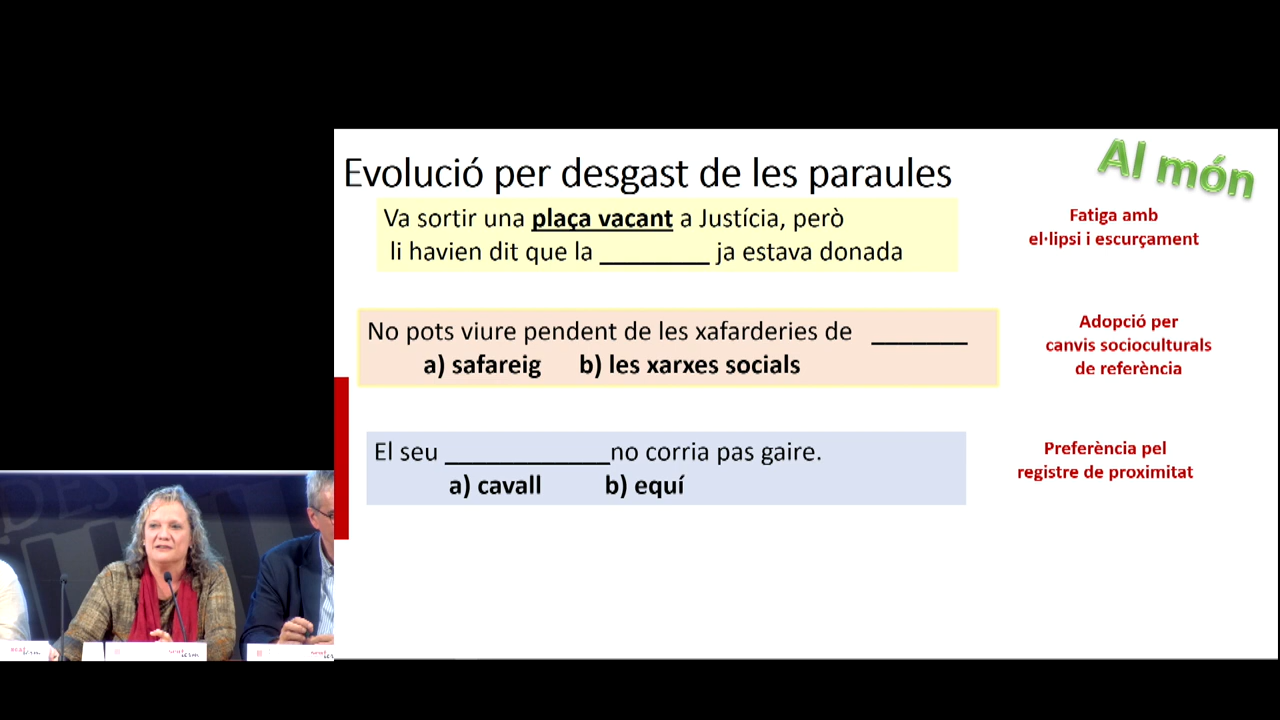 Evolució per desgast de les paraules
Al món
Va sortir una plaça vacant a Justícia, però
li havien dit que la ________ ja estava donada
Fatiga amb
el·lipsi i escurçament
No pots viure pendent de les xafarderies de _______
a) safareig b) les xarxes socials
Adopció per
canvis socioculturals
de referència
El seu ____________no corria pas gaire.
a) cavall b) equí
Preferència pel
registre de proximitat